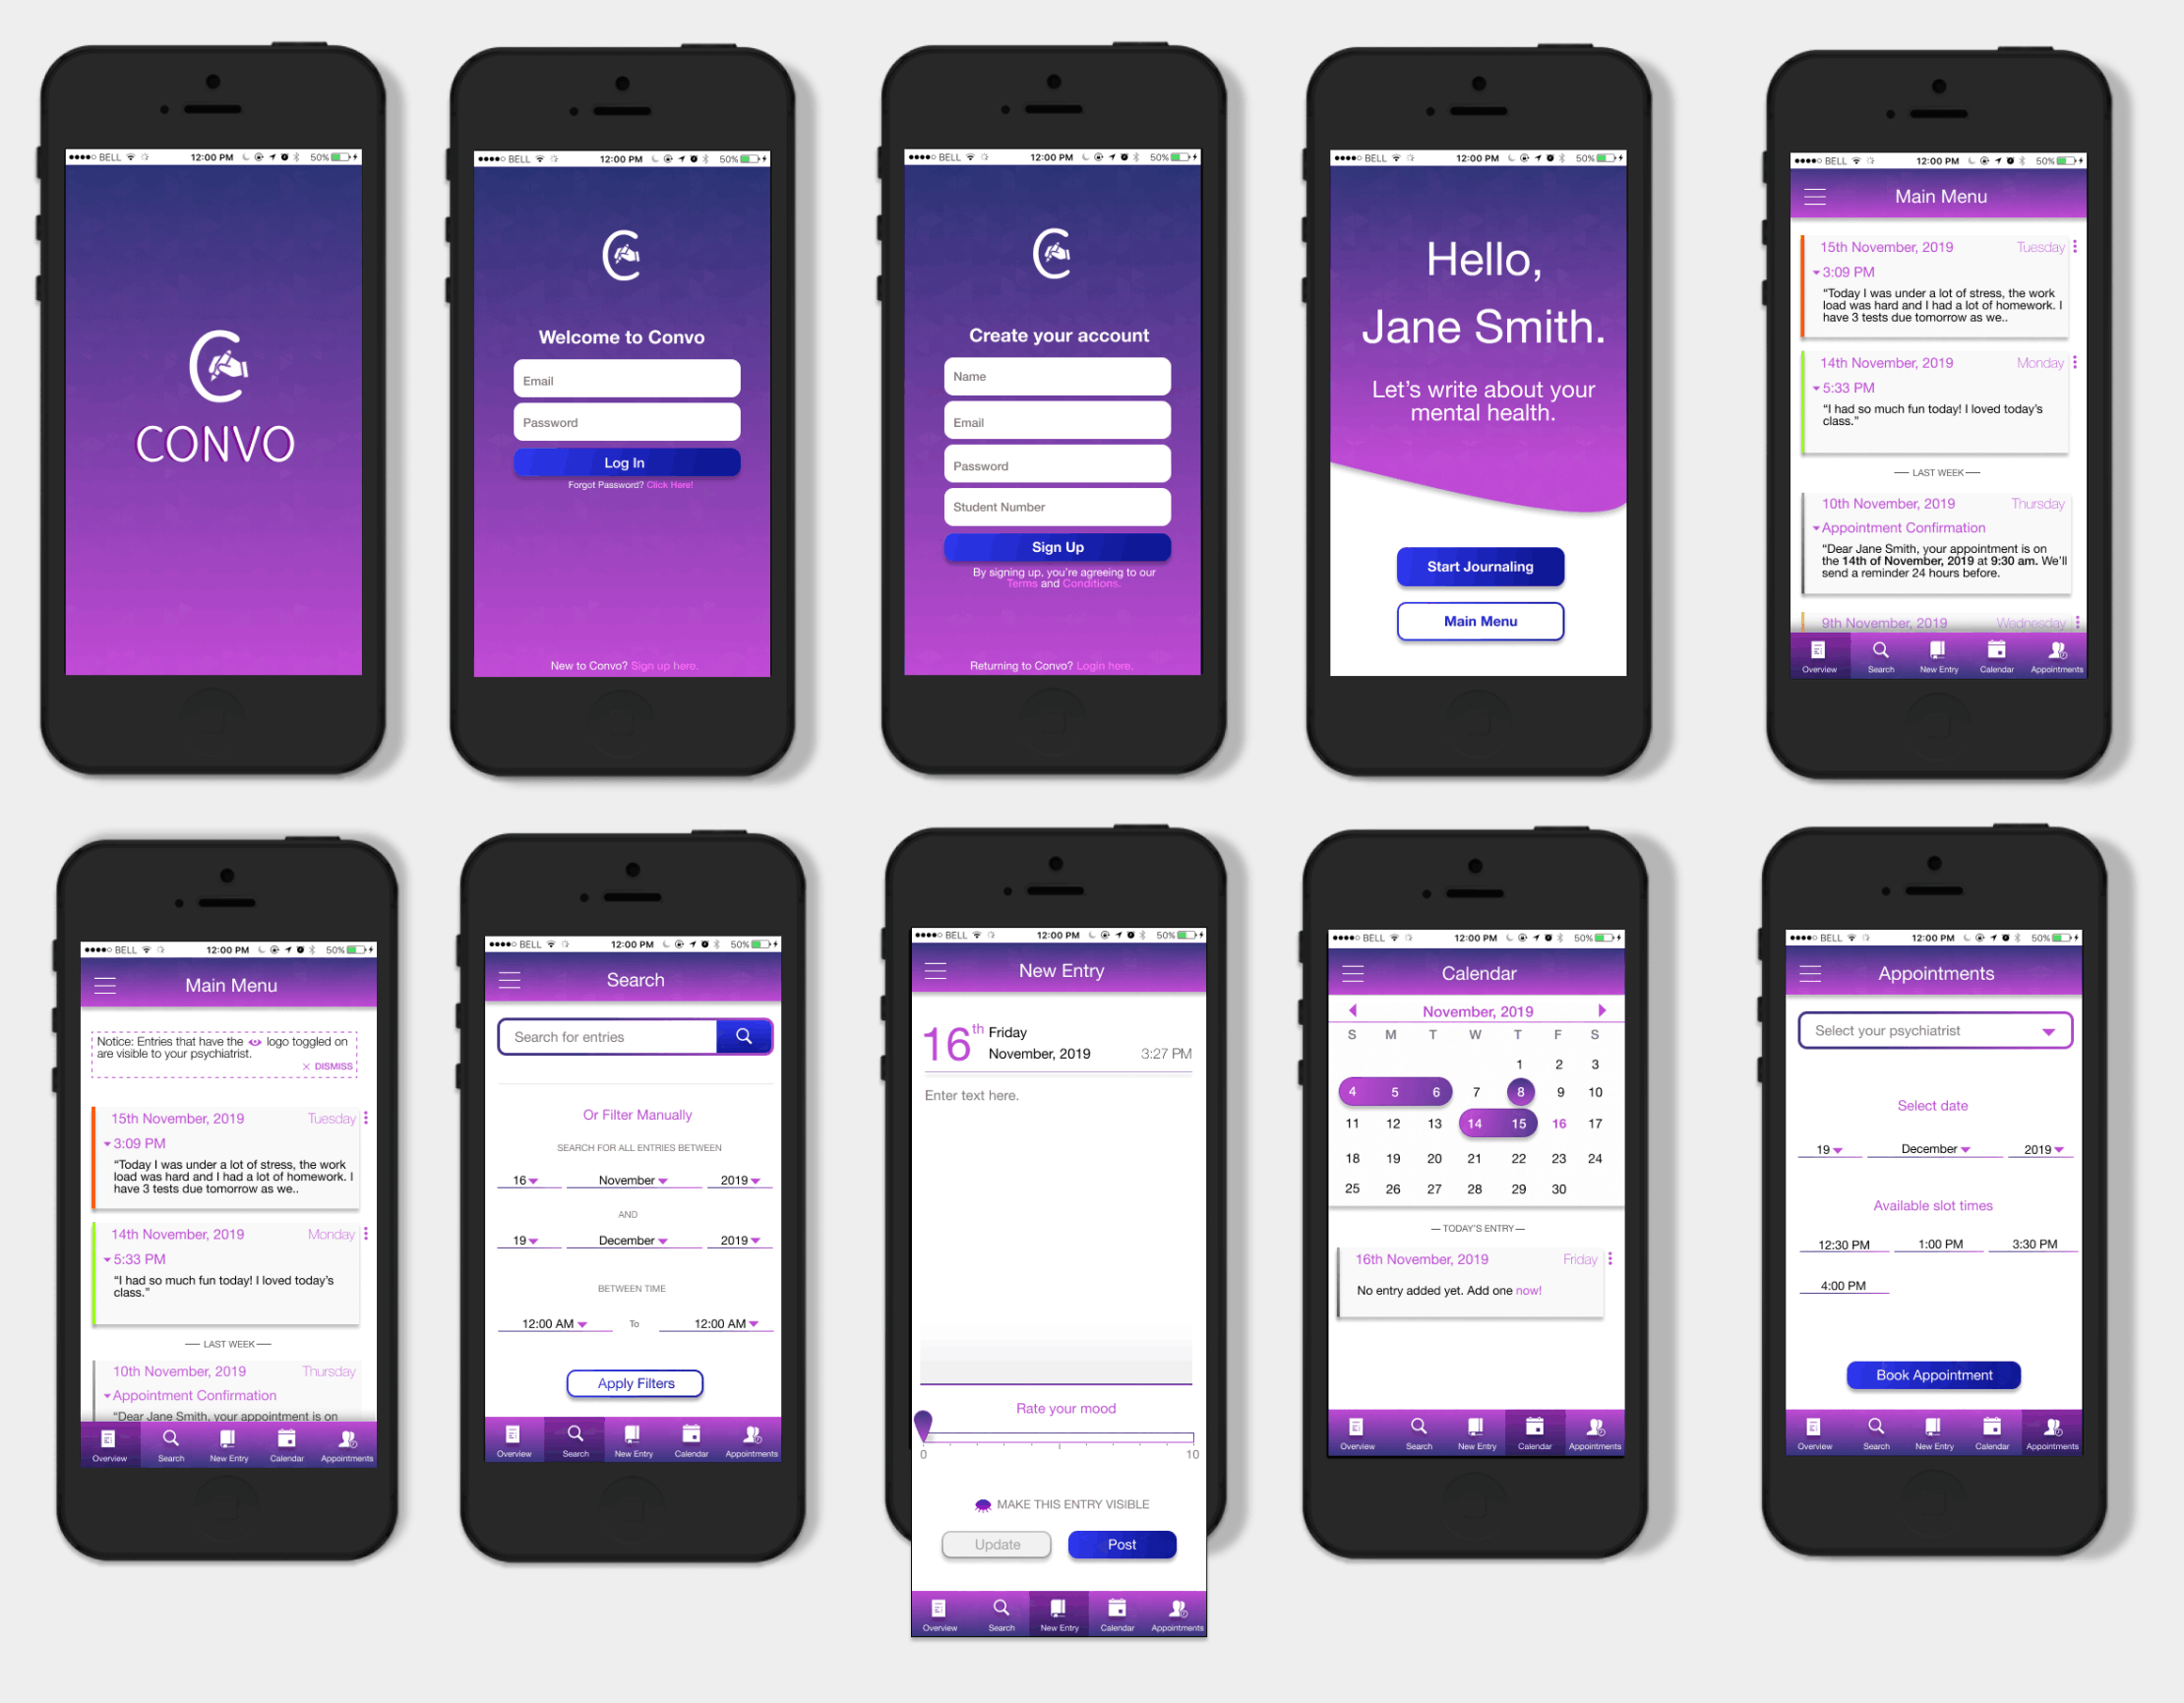 BELL 12:00 PM 50%
CONVO
BELL 12:00 PM 50%
Welcome to Convo
Email
Password
Log In
Forgot Password? Click Here!
New to Convo? Sign up here.
BELL 12:00 PM 50%
Create your account
Name
Email
Password
Student Number
Sign Up
By signing up, you're agreeing to our
Terms and Conditions.
Returning to Convo? Login here.
BELL 12:00 PM 50%
Hello,
Jane Smith.
Let's write about your
mental health.
Start Journaling
Main Menu
BELL 12:00 PM 50%
Main Menu
15th November, 2019 Tuesday
3:09 PM
"Today I was under a lot of stress, the work
load was hard and I had a lot of homework. I
have 3 tests due tomorrow as we..
14th November, 2019 Monday
5:33 PM
"I had so much fun today! I loved today's
class."
LAST WEEK
10th November, 2019 Thursday
Appointment Confirmation
"Dear Jane Smith, your appointment is on
the 14th of November, 2019 at 9:30 am. We'll
send a reminder 24 hours before.
9th November, 2019 Wednesday
Overview Search New Entry Calendar Appointments
BELL 12:00 PM 50%
Main Menu
Notice: Entries that have the logo toggled on
are visible to your psychiatrist.
× DISMISS
15th November, 2019 Tuesday
3:09 PM
"Today I was under a lot of stress, the work
load was hard and I had a lot of homework. I
have 3 tests due tomorrow as we..
14th November, 2019 Monday
5:33 PM
"I had so much fun today! I loved today's
class."
LAST WEEK
10th November, 2019 Thursday
Appointment Confirmation
"Dear Jane Smith, your appointment is on
Overview Search New Entry Calendar Appointments
BELL 12:00 PM 50%
Search
Search for entries
Or Filter Manually
SEARCH FOR ALL ENTRIES BETWEEN
16 November 2019
AND
19 December 2019
BETWEEN TIME
12:00 AM To 12:00 AM
Apply Filters
Overview Search New Entry Calendar Appointments
BELL 12:00 PM 50%
New Entry
16th Friday
November, 2019 3:27 PM
Enter text here.
Rate your mood
0 10
MAKE THIS ENTRY VISIBLE
Update Post
Overview Search New Entry Calendar Appointments
BELL 12:00 PM 50%
Calendar
November, 2019
S M T W T F S
1 2 3
4 5 6 7 8 9 10
11 12 13 14 15 16 17
18 19 20 21 22 23 24
25 26 27 28 29 30
TODAY'S ENTRY
16th November, 2019 Friday
No entry added yet. Add one now!
Overview Search New Entry Calendar Appointments
BELL 12:00 PM 50%
Appointments
Select your psychiatrist
Select date
19 December 2019
Available slot times
12:30 PM 1:00 PM 3:30 PM
4:00 PM
Book Appointment
Overview Search New Entry Calendar Appointments